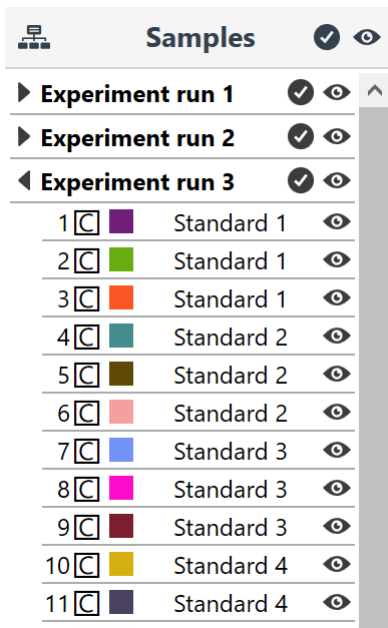 Samples
Experiment run 1
Experiment run 2
Experiment run 3
1 C Standard 1
2 C Standard 1
3 C Standard 1
4 C Standard 2
5 C Standard 2
6 C Standard 2
7 C Standard 3
8 C Standard 3
9 C Standard 3
10 C Standard 4
11 C Standard 4